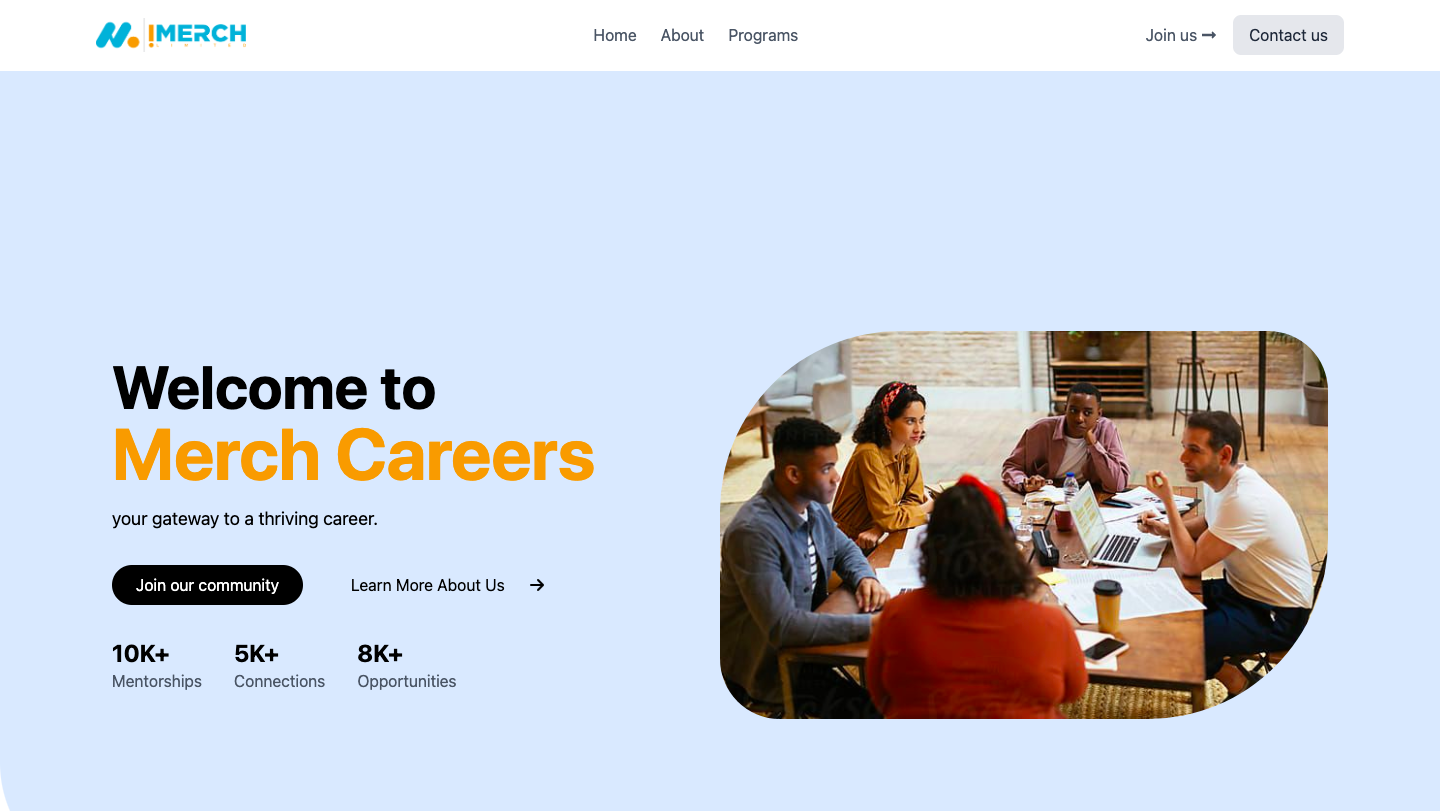 IMERCH
Home
About
Programs
Join us
Contact us
Welcome to
Merch Careers
your gateway to a thriving career.
Join our community
Learn More About Us
10K+
Mentorships
5K+
Connections
8K+
Opportunities